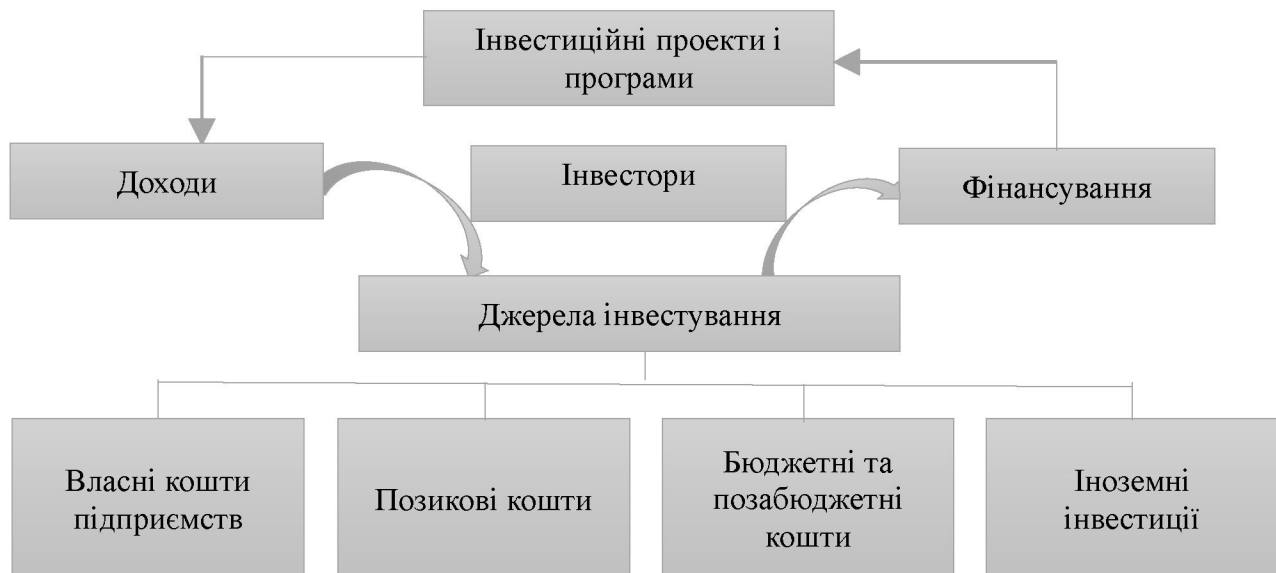 Інвестиційні проекти і
програми
Доходи
Інвестори
Фінансування
Джерела інвестування
Власні кошти
підприємств
Позикові кошти
Бюджетні та
позабюджетні
кошти
Іноземні
інвестиції